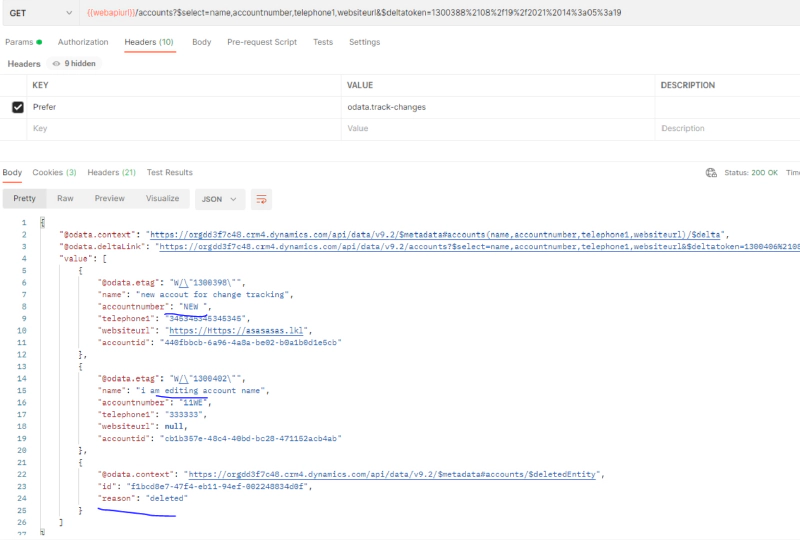 GET {{webapiurl}}/accounts?$select=name,accountnumber,telephone1,websiteurl&$deltatoken=1300388%2108%2f19%2f2021%2014%3a05%3a19
Params Authorization Headers (10) Body Pre-request Script Tests Settings
Headers 9 hidden
KEY VALUE DESCRIPTION
Prefer odata.track-changes
Key Value Description
Body Cookies (3) Headers (21) Test Results Status: 200 OK
Pretty Raw Preview Visualize JSON
1 {
2 "@odata.context": "https://orgdd3f7c48.crm4.dynamics.com/api/data/v9.2/$metadata#accounts(name,accountnumber,telephone1,websiteurl)/$delta",
3 "@odata.deltaLink": "https://orgdd3f7c48.crm4.dynamics.com/api/data/v9.2/accounts?$select=name,accountnumber,telephone1,websiteurl&$deltatoken=1300406%2108
4 "value": [
5 {
6 "@odata.etag": "W/\"1300398\"",
7 "name": "new accout for change tracking",
8 "accountnumber": "NEW ",
9 "telephone1": "345345345345345",
10 "websiteurl": "https://Https://asasasas.lkl",
11 "accountid": "440fbbcb-6a96-4a8a-be02-b0a1b0d1e5cb"
12 },
13 {
14 "@odata.etag": "W/\"1300402\"",
15 "name": "i am editing account name",
16 "accountnumber": "11WE",
17 "telephone1": "333333",
18 "websiteurl": null,
19 "accountid": "cb1b357e-48c4-40bd-bc28-471152acb4ab"
20 },
21 {
22 "@odata.context": "https://orgdd3f7c48.crm4.dynamics.com/api/data/v9.2/$metadata#accounts/$deletedEntity",
23 "id": "f1bcd8e7-47f4-eb11-94ef-002248834d0f",
24 "reason": "deleted"
25 }
26 ]
27 }